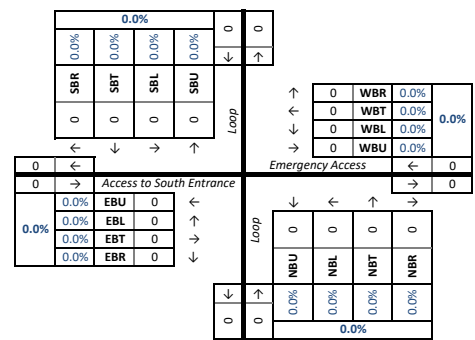 0.0%
0 0
0.0% 0.0% 0.0% 0.0%
↓ ↑
SBR SBT SBL SBU
0 0 0 0
Loop
← ↓ → ↑
↑ 0 WBR 0.0%
← 0 WBT 0.0%
↓ 0 WBL 0.0%
→ 0 WBU 0.0%
0.0%
0 ← Emergency Access ← 0
0 → Access to South Entrance → 0
0.0%
0.0% EBU 0 ←
0.0% EBL 0 ↑
0.0% EBT 0 →
0.0% EBR 0 ↓
Loop
↓ ← ↑ →
0 0 0 0
NBU NBL NBT NBR
↓ ↑
0.0% 0.0% 0.0% 0.0%
0 0
0.0%